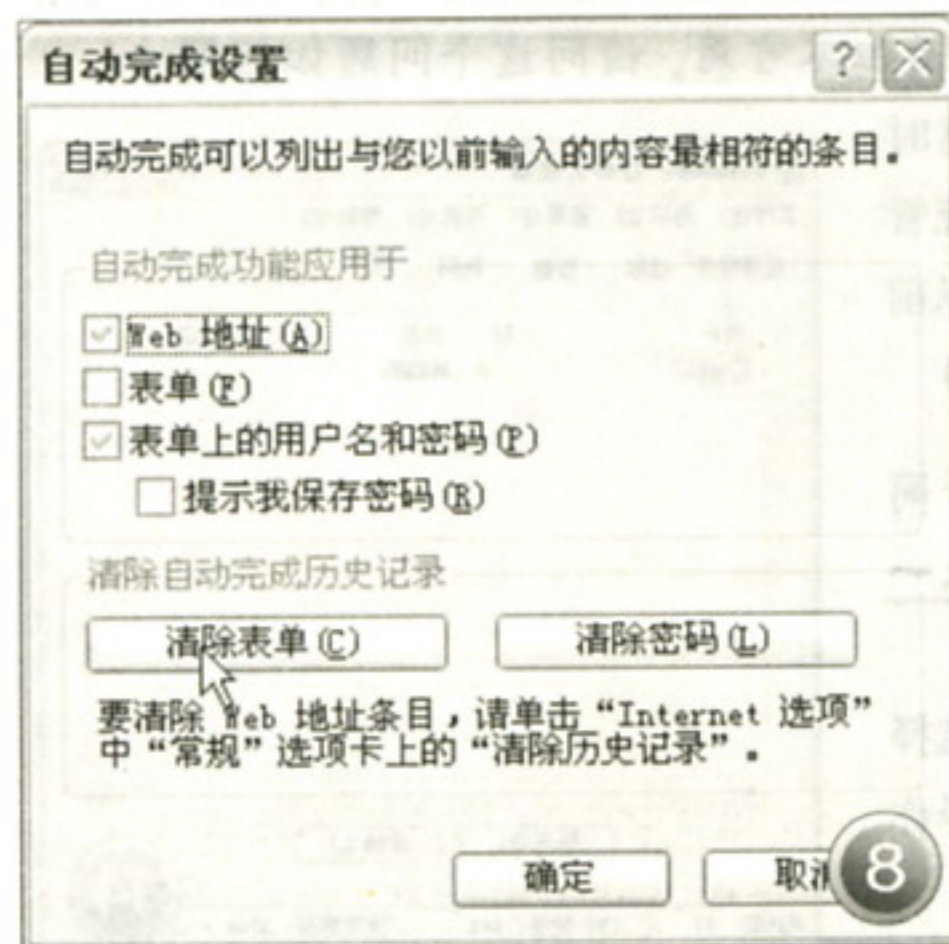 自动完成设置
自动完成可以列出与您以前输入的内容最相符的条目。
自动完成功能应用于
Web 地址(A)
表单(F)
表单上的用户名和密码(P)
提示我保存密码(R)
清除自动完成历史记录
清除表单(C) 清除密码(L)
要清除 Web 地址条目，请单击“Internet 选项”
中“常规”选项卡上的“清除历史记录”。
确定 取消
8